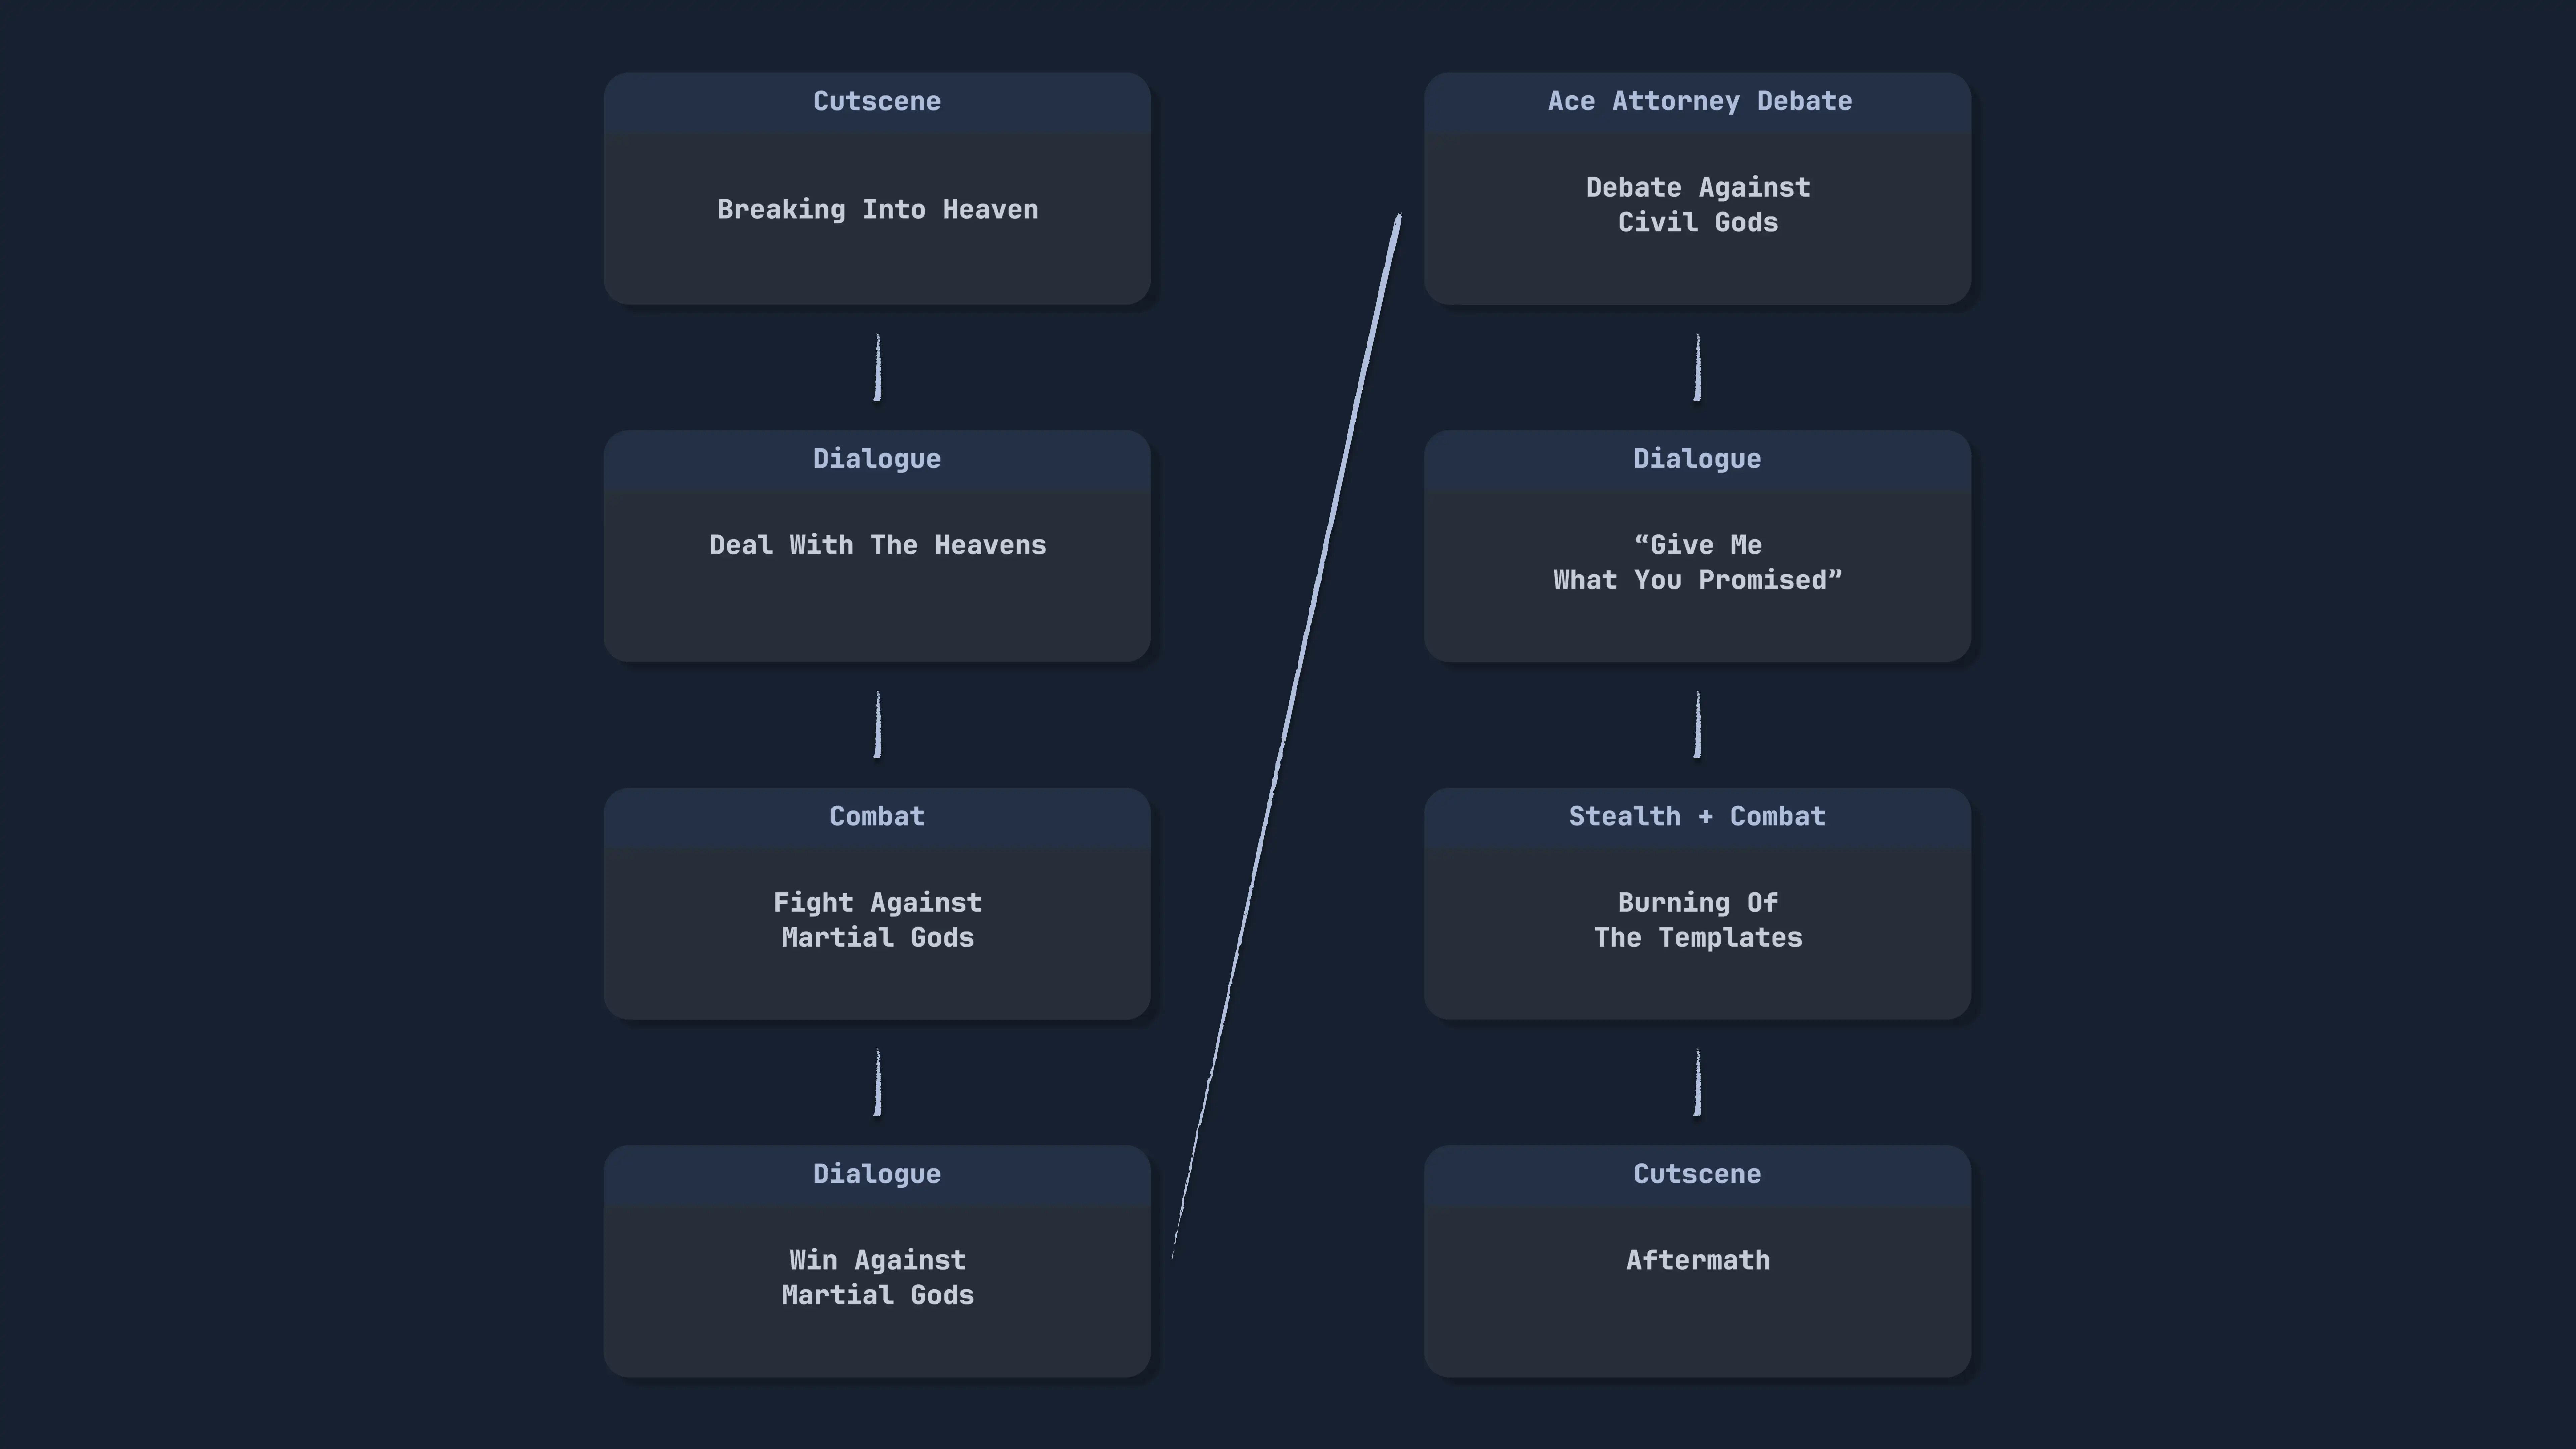 Cutscene
Breaking Into Heaven
Dialogue
Deal With The Heavens
Combat
Fight Against
Martial Gods
Dialogue
Win Against
Martial Gods
Ace Attorney Debate
Debate Against
Civil Gods
Dialogue
“Give Me
What You Promised”
Stealth + Combat
Burning Of
The Templates
Cutscene
Aftermath